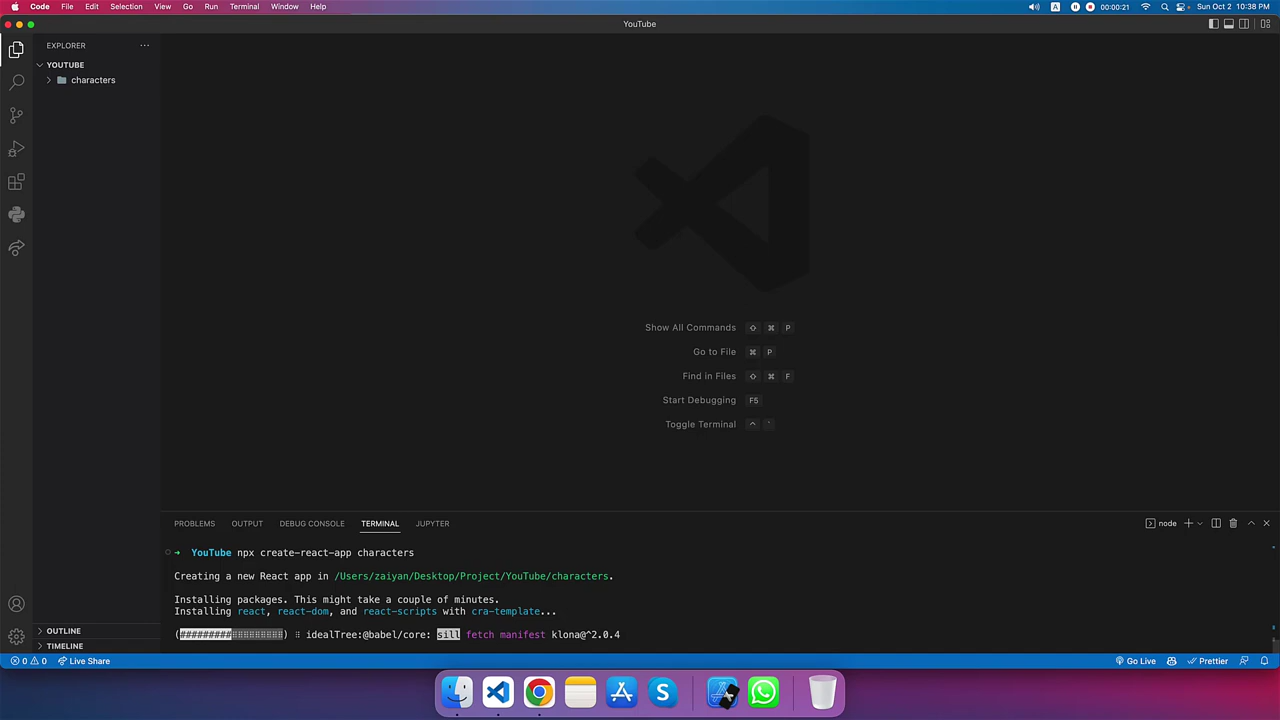 Code File Edit Selection View Go Run Terminal Window Help
A 00:00:21 Sun Oct 2 10:38 PM
YouTube
EXPLORER
YOUTUBE
characters
Show All Commands ⇧ ⌘ P
Go to File ⌘ P
Find in Files ⇧ ⌘ F
Start Debugging F5
Toggle Terminal ^ `
PROBLEMS OUTPUT DEBUG CONSOLE TERMINAL JUPYTER
node
➜ YouTube npx create-react-app characters
Creating a new React app in /Users/zaiyan/Desktop/Project/YouTube/characters.
Installing packages. This might take a couple of minutes.
Installing react, react-dom, and react-scripts with cra-template...
(#########⠂⠂⠂⠂⠂⠂⠂⠂⠂) ⠸ idealTree:@babel/core: sill fetch manifest klona@^2.0.4
OUTLINE
TIMELINE
0 0 Live Share
Go Live Prettier
S